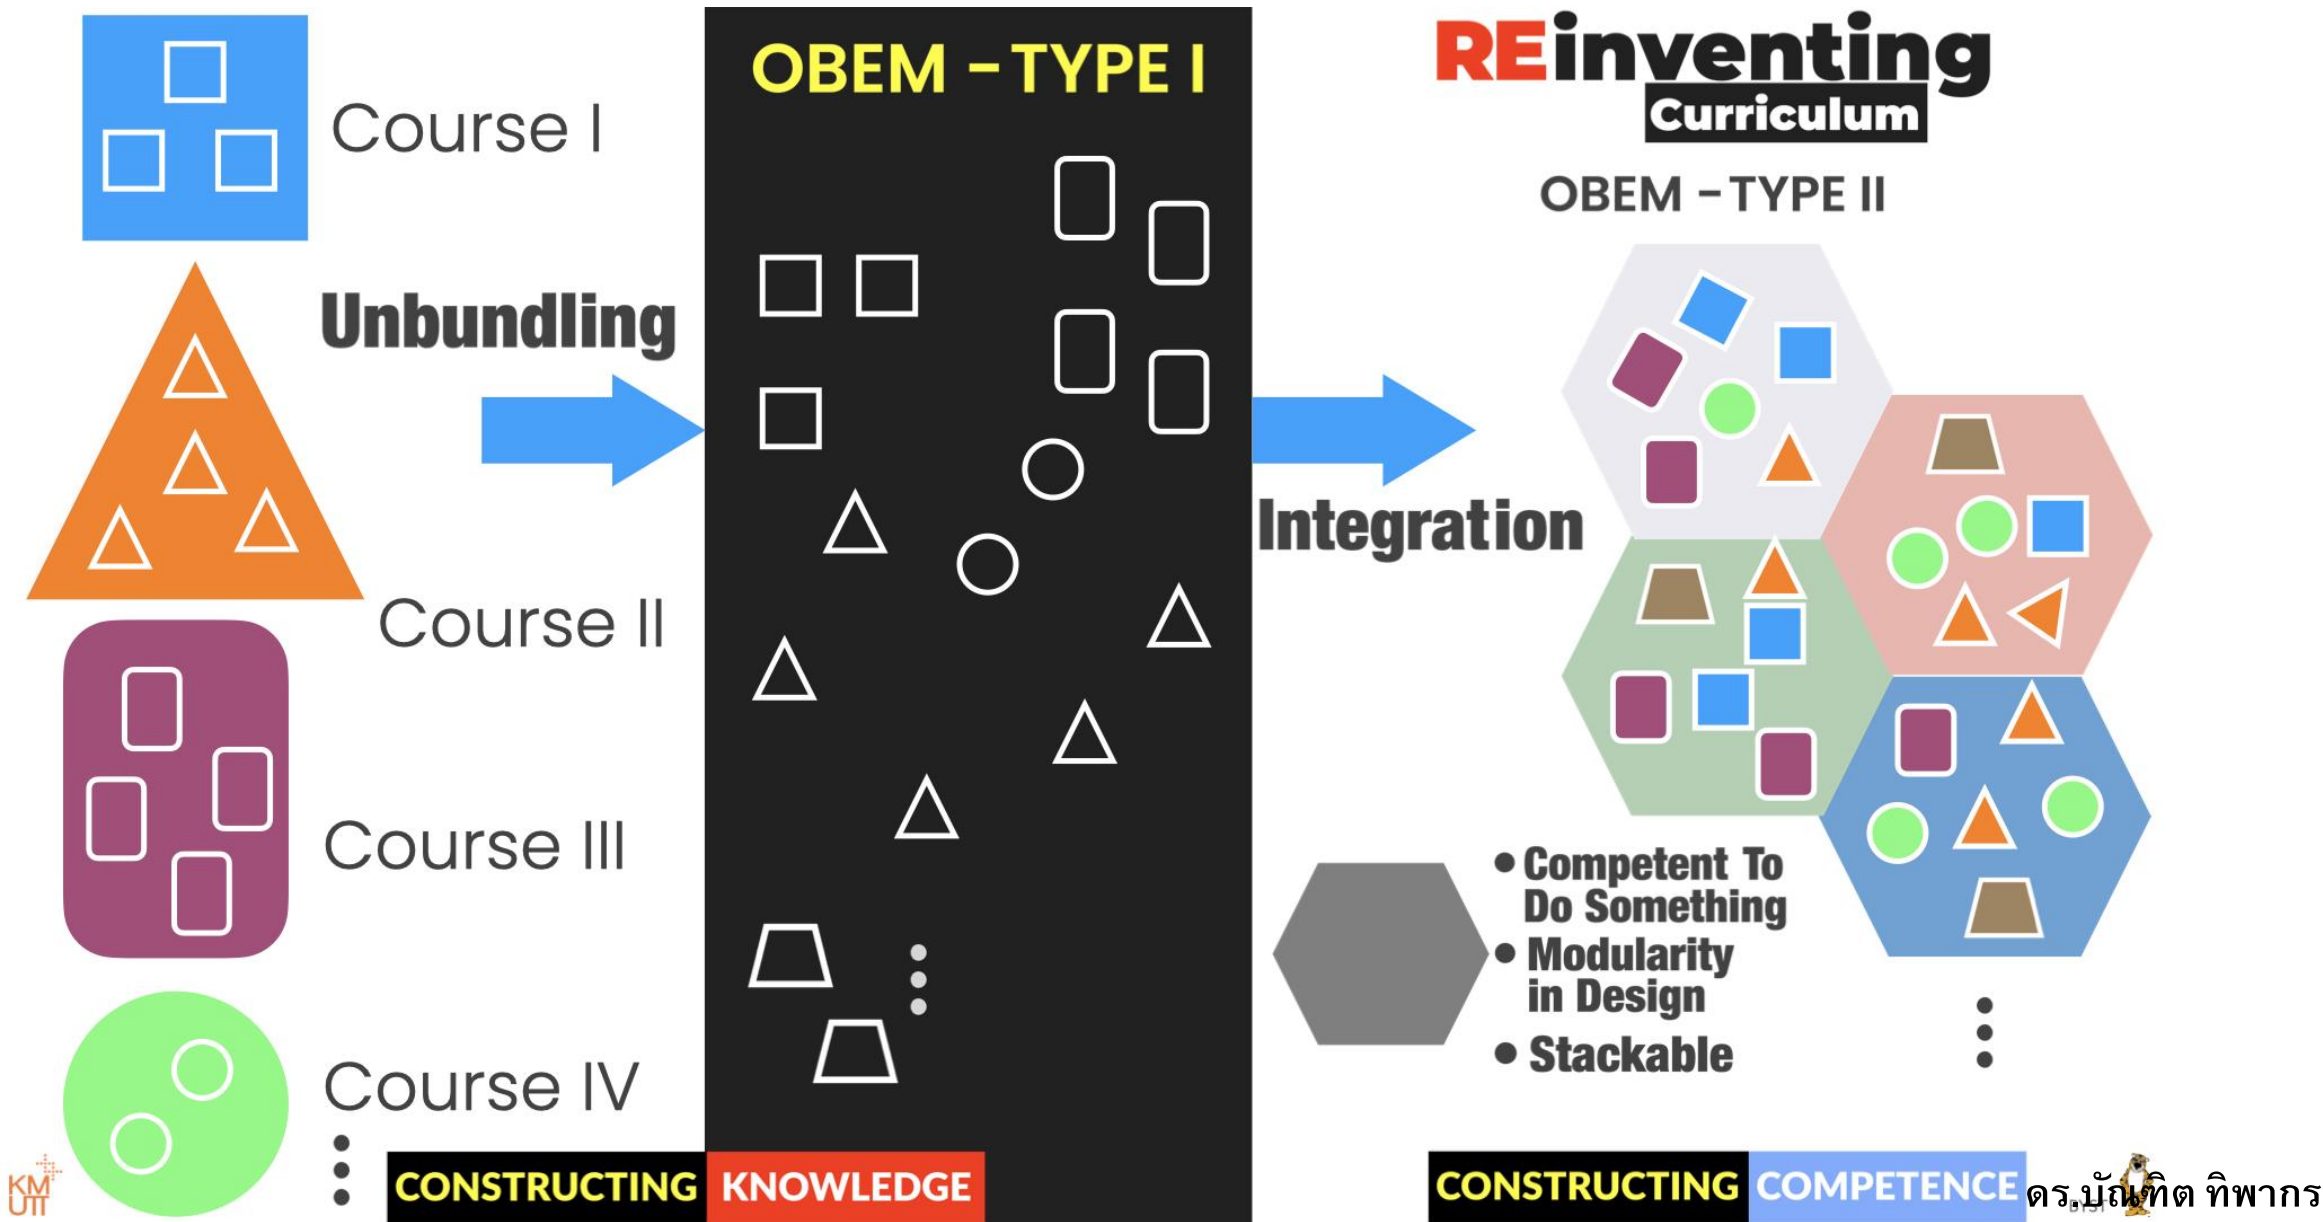 Course I
Unbundling
Course II
Course III
Course IV
CONSTRUCTING KNOWLEDGE
OBEM – TYPE I
REinventing
Curriculum
OBEM – TYPE II
Integration
• Competent To
Do Something
• Modularity
in Design
• Stackable
CONSTRUCTING COMPETENCE
ดร.บัณฑิต ทิพากร
KM
UTT